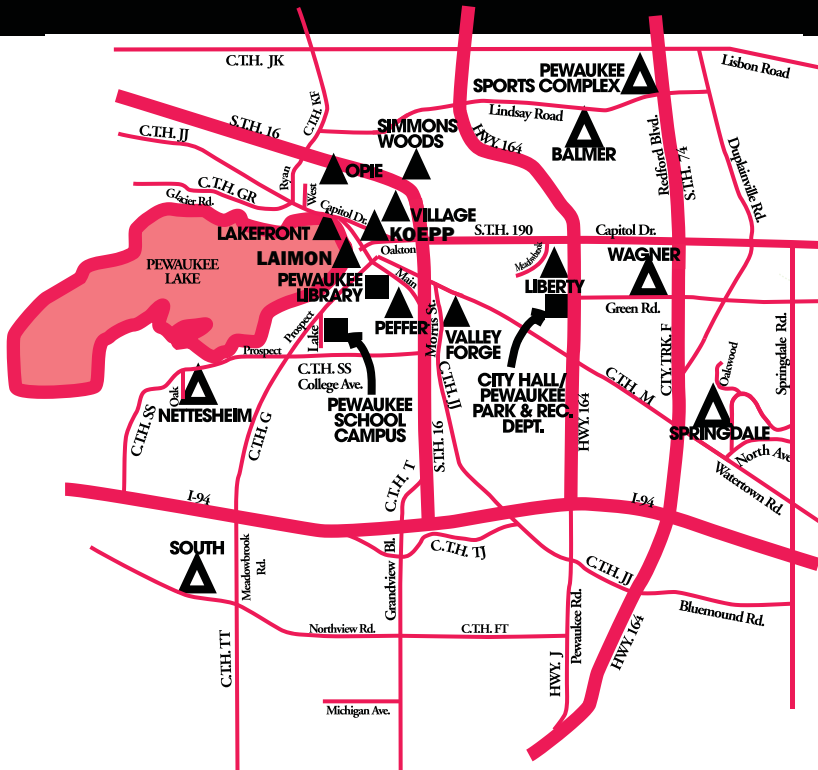 C.T.H. JK
Lisbon Road
PEWAUKEE
SPORTS COMPLEX
C.T.H. KF
S.T.H. 16
C.T.H. JJ
Lindsay Road
SIMMONS
WOODS
HWY. 164
BALMER
Redford Blvd.
S.T.H. 74
Duplainville Rd.
OPIE
Ryan
West
C.T.H. GR
Glacier Rd.
Capitol Dr.
VILLAGE
KOEPP
LAKEFRONT
S.T.H. 190
Capitol Dr.
Oakton
LAIMON
PEWAUKEE
LAKE
Meadowbrook
WAGNER
Main
PEWAUKEE
LIBRARY
LIBERTY
Green Rd.
PEFFER
Morris St.
VALLEY
FORGE
Prospect
Lake
Springdale Rd.
Prospect
C.T.H. SS
College Ave.
CTY. TRK. F
Oakwood
C.T.H. JJ
C.T.H. M
CITY HALL/
PEWAUKEE
PARK & REC.
DEPT.
Oak
NETTESHEIM
PEWAUKEE
SCHOOL
CAMPUS
C.T.H. SS
C.T.H. G
HWY. 164
SPRINGDALE
S.T.H. 16
North Ave
Watertown Rd.
C.T.H. T
I-94
I-94
SOUTH
Meadowbrook
Rd.
Grandview Bl.
C.T.H. TJ
C.T.H. JJ
Bluemound Rd.
Northview Rd.
C.T.H. FT
Pewaukee Rd.
HWY. J
HWY. 164
C.T.H. TT
Michigan Ave.